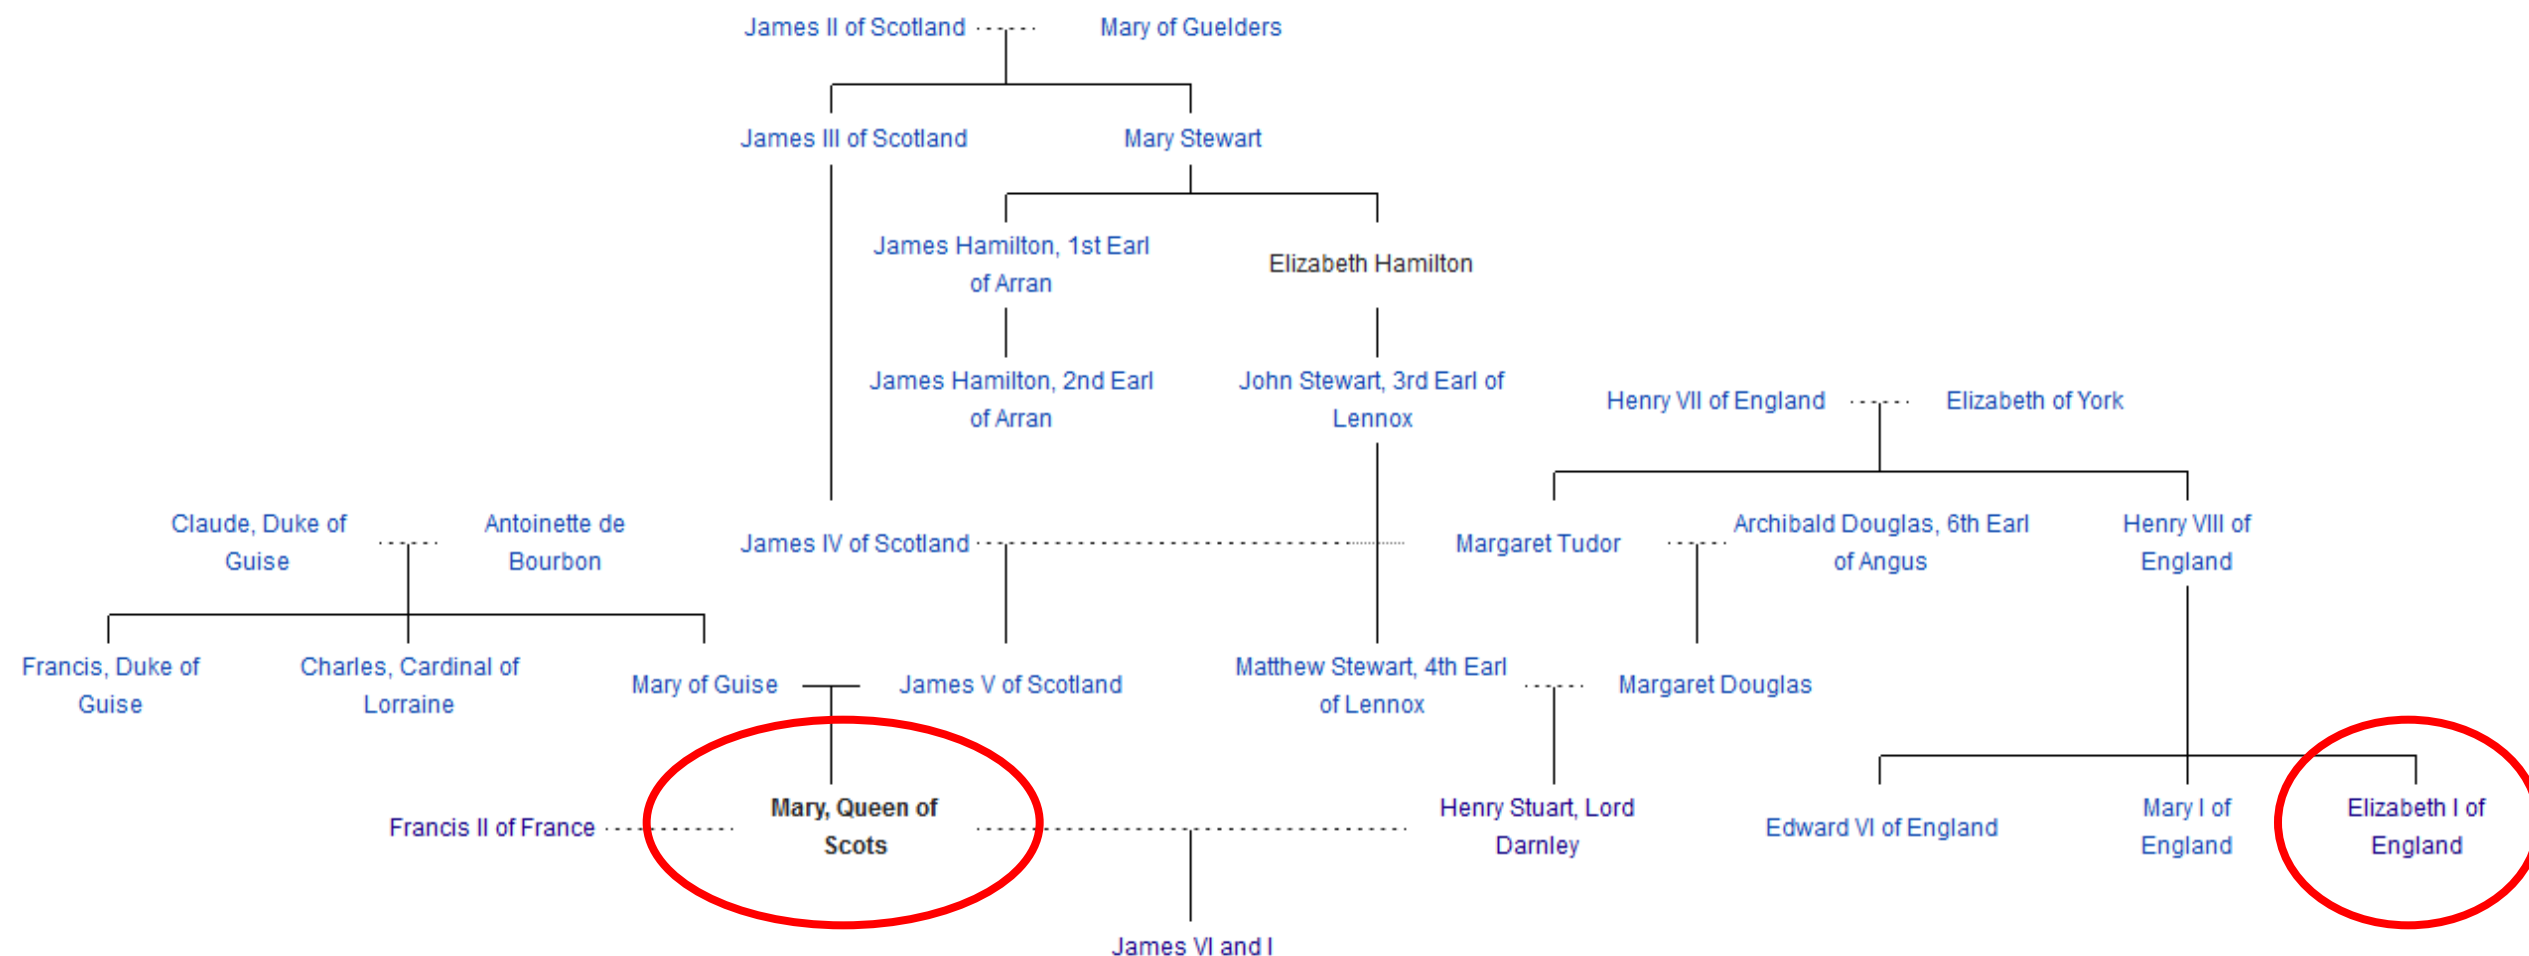 James II of Scotland
Mary of Guelders
James III of Scotland
Mary Stewart
James Hamilton, 1st Earl
of Arran
Elizabeth Hamilton
James Hamilton, 2nd Earl
of Arran
John Stewart, 3rd Earl of
Lennox
Henry VII of England
Elizabeth of York
Claude, Duke of
Guise
Antoinette de
Bourbon
James IV of Scotland
Margaret Tudor
Archibald Douglas, 6th Earl
of Angus
Henry VIII of
England
Francis, Duke of
Guise
Charles, Cardinal of
Lorraine
Mary of Guise
James V of Scotland
Matthew Stewart, 4th Earl
of Lennox
Margaret Douglas
Francis II of France
Mary, Queen of
Scots
Henry Stuart, Lord
Darnley
Edward VI of England
Mary I of
England
Elizabeth I of
England
James VI and I